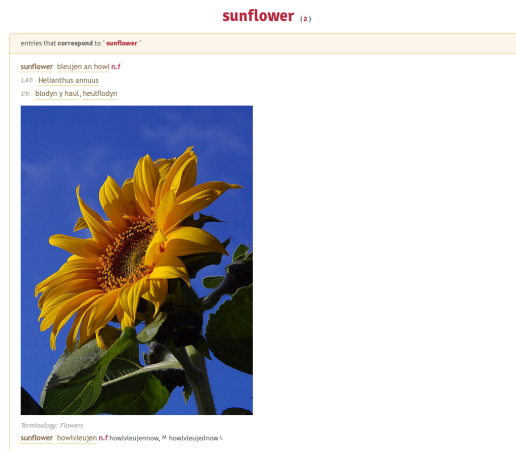 sunflower (2)
entries that correspond to ' sunflower '
sunflower bleujen an howl n.f
LAT: Helianthus annuus
CY: blodyn y haul, heulflodyn
Terminology: Flowers
sunflower howlvleujen n.f howlvleujennow, M howlvleujednow L